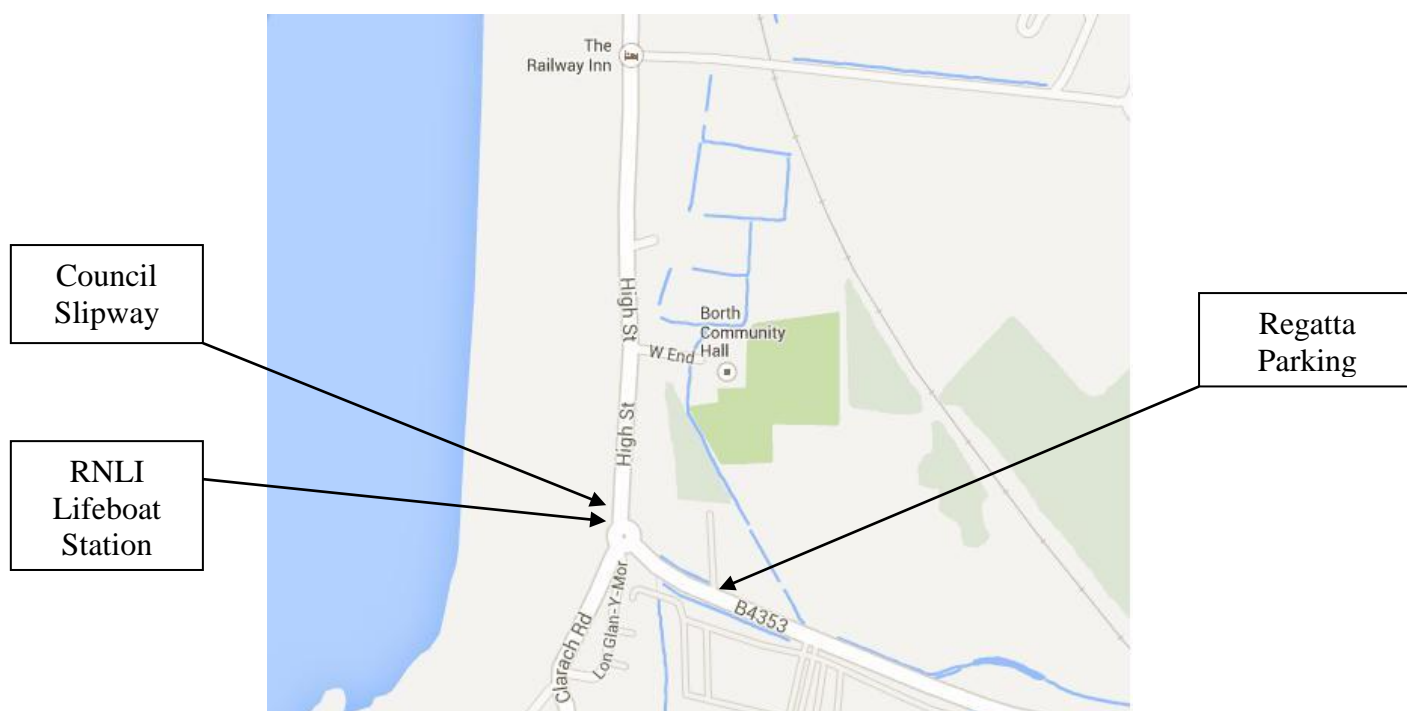 The
Railway Inn
Council
Slipway
High St
Borth
Community
Hall
W End
Regatta
Parking
High St
RNLI
Lifeboat
Station
B4353
Lon Glan-Y-Mor
Clarach Rd